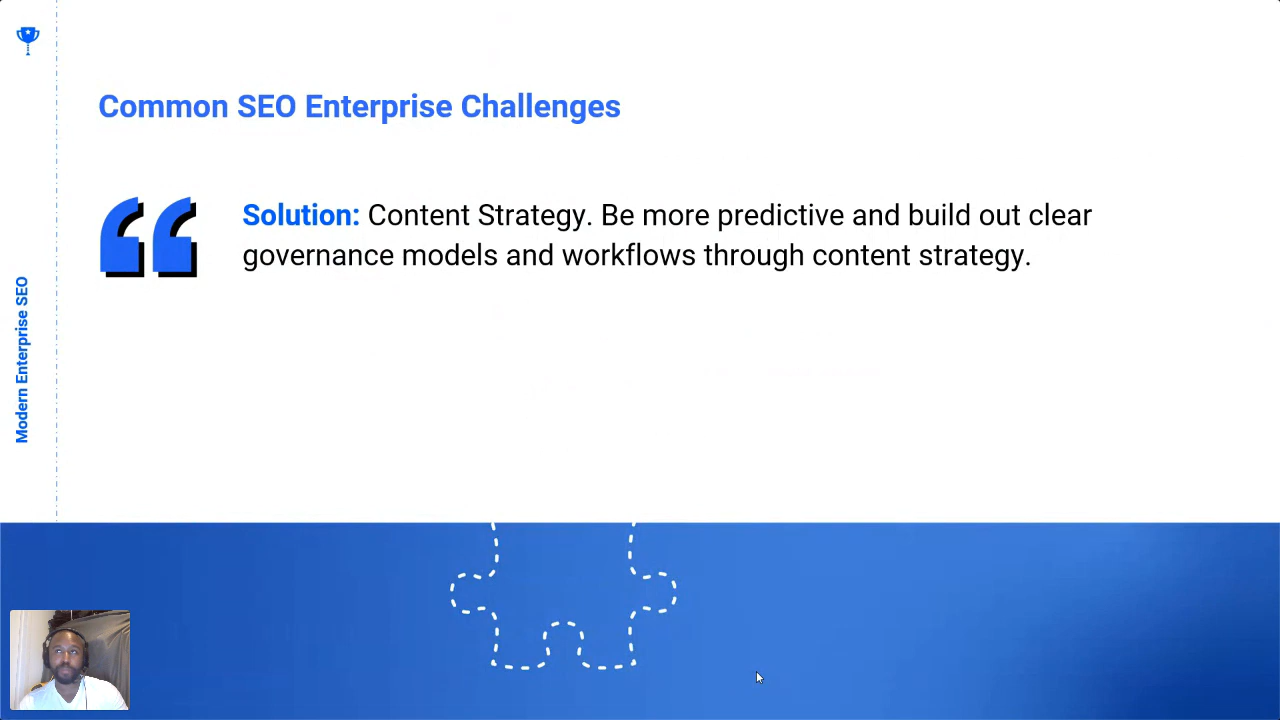 Common SEO Enterprise Challenges
Solution: Content Strategy. Be more predictive and build out clear
governance models and workflows through content strategy.
Modern Enterprise SEO